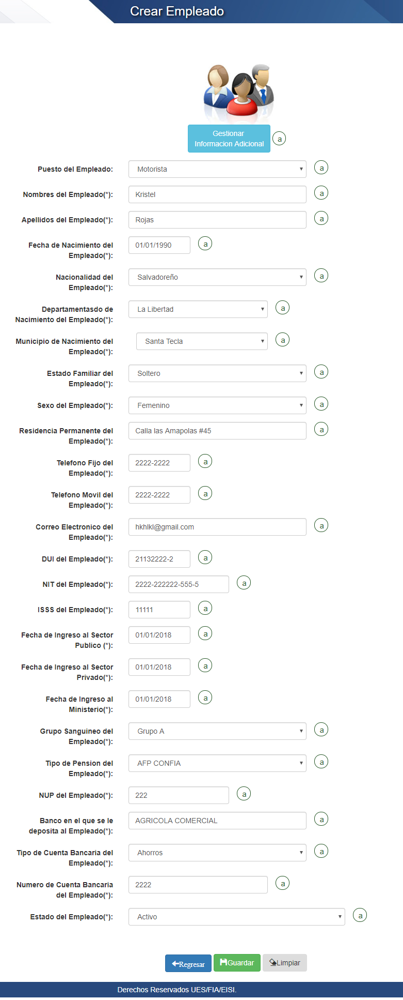 Crear Empleado
Gestionar
Informacion Adicional
a
Puesto del Empleado: Motorista a
Nombres del Empleado(*): Kristel a
Apellidos del Empleado(*): Rojas a
Fecha de Nacimiento del 01/01/1990 a
Empleado(*):
Nacionalidad del Salvadoreño a
Empleado(*):
Departamentasdo de La Libertad a
Nacimiento del Empleado(*):
Municipio de Nacimiento del Santa Tecla a
Empleado(*):
Estado Familiar del Soltero a
Empleado(*):
Sexo del Empleado(*): Femenino a
Residencia Permanente del Calla las Amapolas #45 a
Empleado(*):
Telefono Fijo del 2222-2222 a
Empleado(*):
Telefono Movil del 2222-2222 a
Empleado(*):
Correo Electronico del hkhlkl@gmail.com a
Empleado(*):
DUI del Empleado(*): 21132222-2 a
NIT del Empleado(*): 2222-222222-555-5 a
ISSS del Empleado(*): 11111 a
Fecha de Ingreso al Sector 01/01/2018 a
Publico (*):
Fecha de Ingreso al Sector 01/01/2018 a
Privado(*):
Fecha de Ingreso al 01/01/2018 a
Ministerio(*):
Grupo Sanguineo del Grupo A a
Empleado(*):
Tipo de Pension del AFP CONFIA a
Empleado(*):
NUP del Empleado(*): 222 a
Banco en el que se le AGRICOLA COMERCIAL a
deposita al Empleado(*):
Tipo de Cuenta Bancaria del Ahorros a
Empleado(*):
Numero de Cuenta Bancaria 2222 a
del Empleado(*):
Estado del Empleado(*): Activo a
Regresar Guardar Limpiar
Derechos Reservados UES/FIA/EISI.